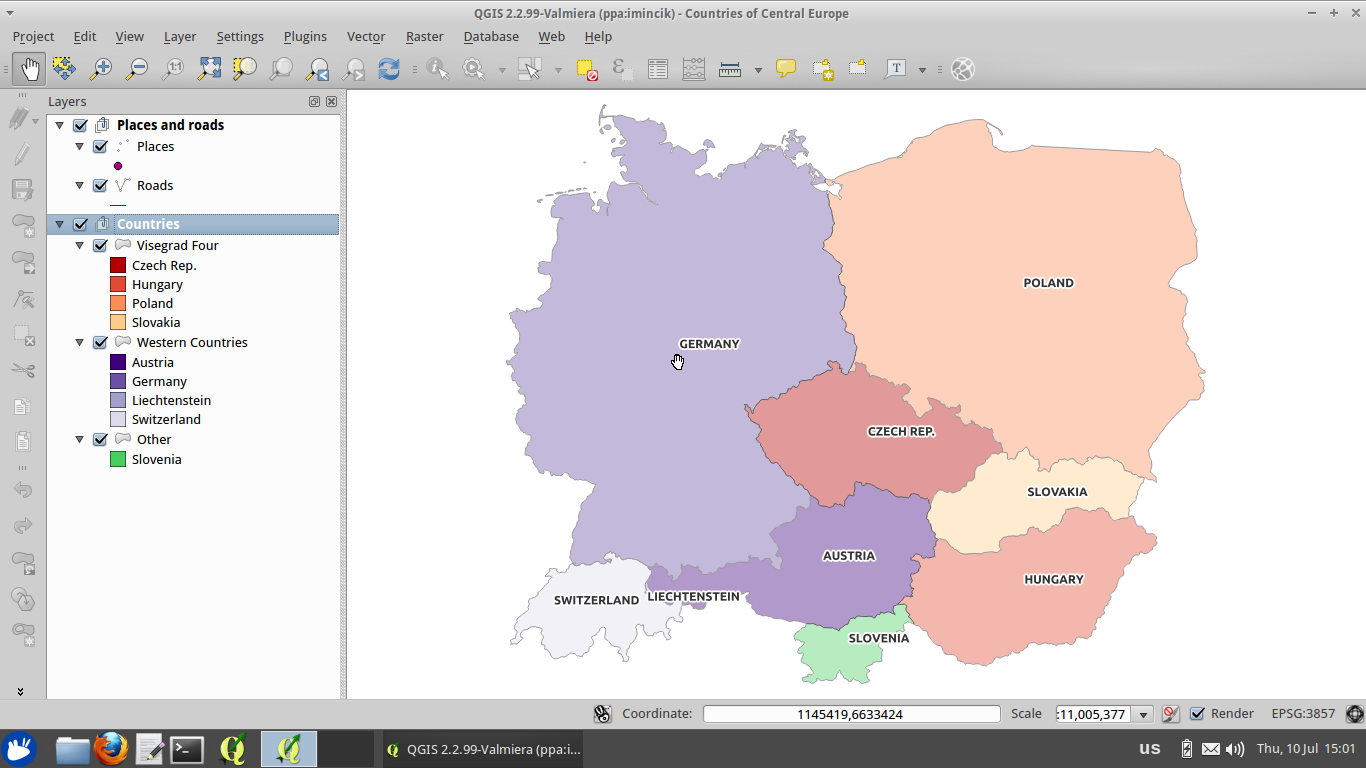 QGIS 2.2.99-Valmiera (ppa:imincik) - Countries of Central Europe
Project Edit View Layer Settings Plugins Vector Raster Database Web Help
1:1
T
Layers
Places and roads
Places
Roads
Countries
Visegrad Four
Czech Rep.
Hungary
Poland
Slovakia
Western Countries
Austria
Germany
Liechtenstein
Switzerland
Other
Slovenia
POLAND
GERMANY
CZECH REP.
SLOVAKIA
AUSTRIA
HUNGARY
SWITZERLAND
LIECHTENSTEIN
SLOVENIA
Coordinate: 1145419,6633424 Scale :11,005,377 Render EPSG:3857
QGIS 2.2.99-Valmiera (ppa:i... us Thu, 10 Jul 15:01